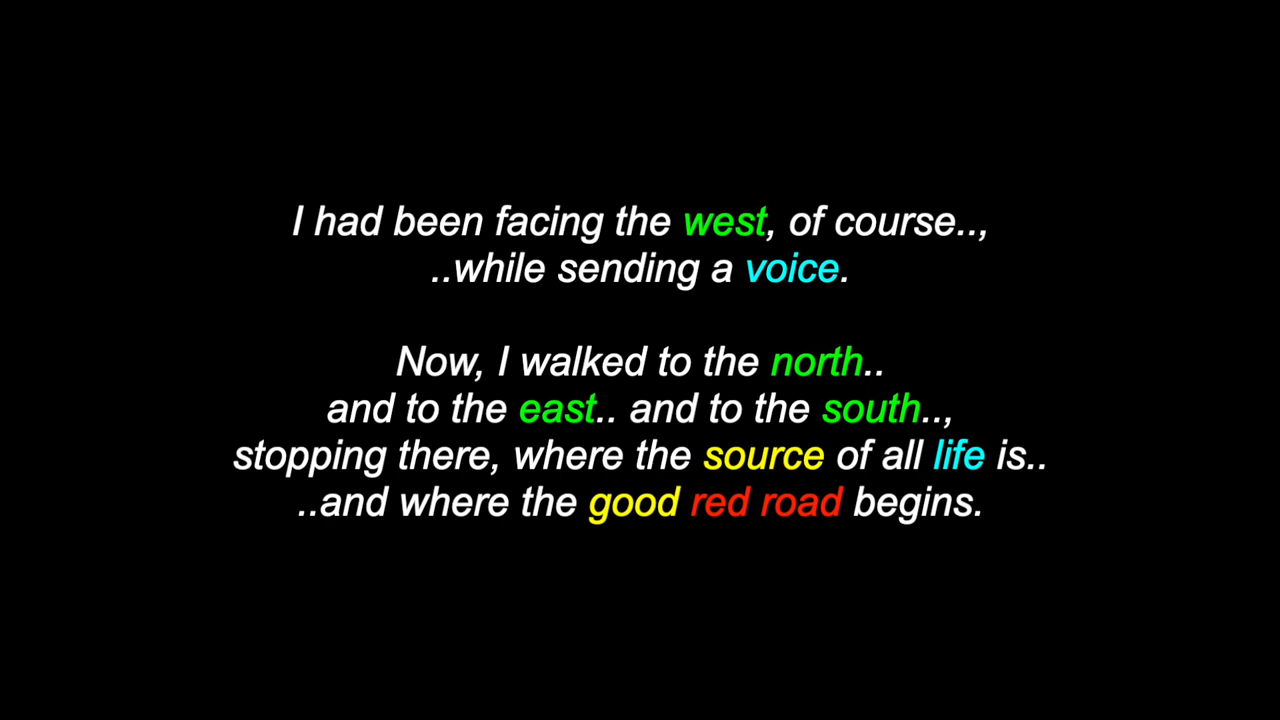 I had been facing the west, of course..,
..while sending a voice.
Now, I walked to the north..
and to the east.. and to the south..,
stopping there, where the source of all life is..
..and where the good red road begins.